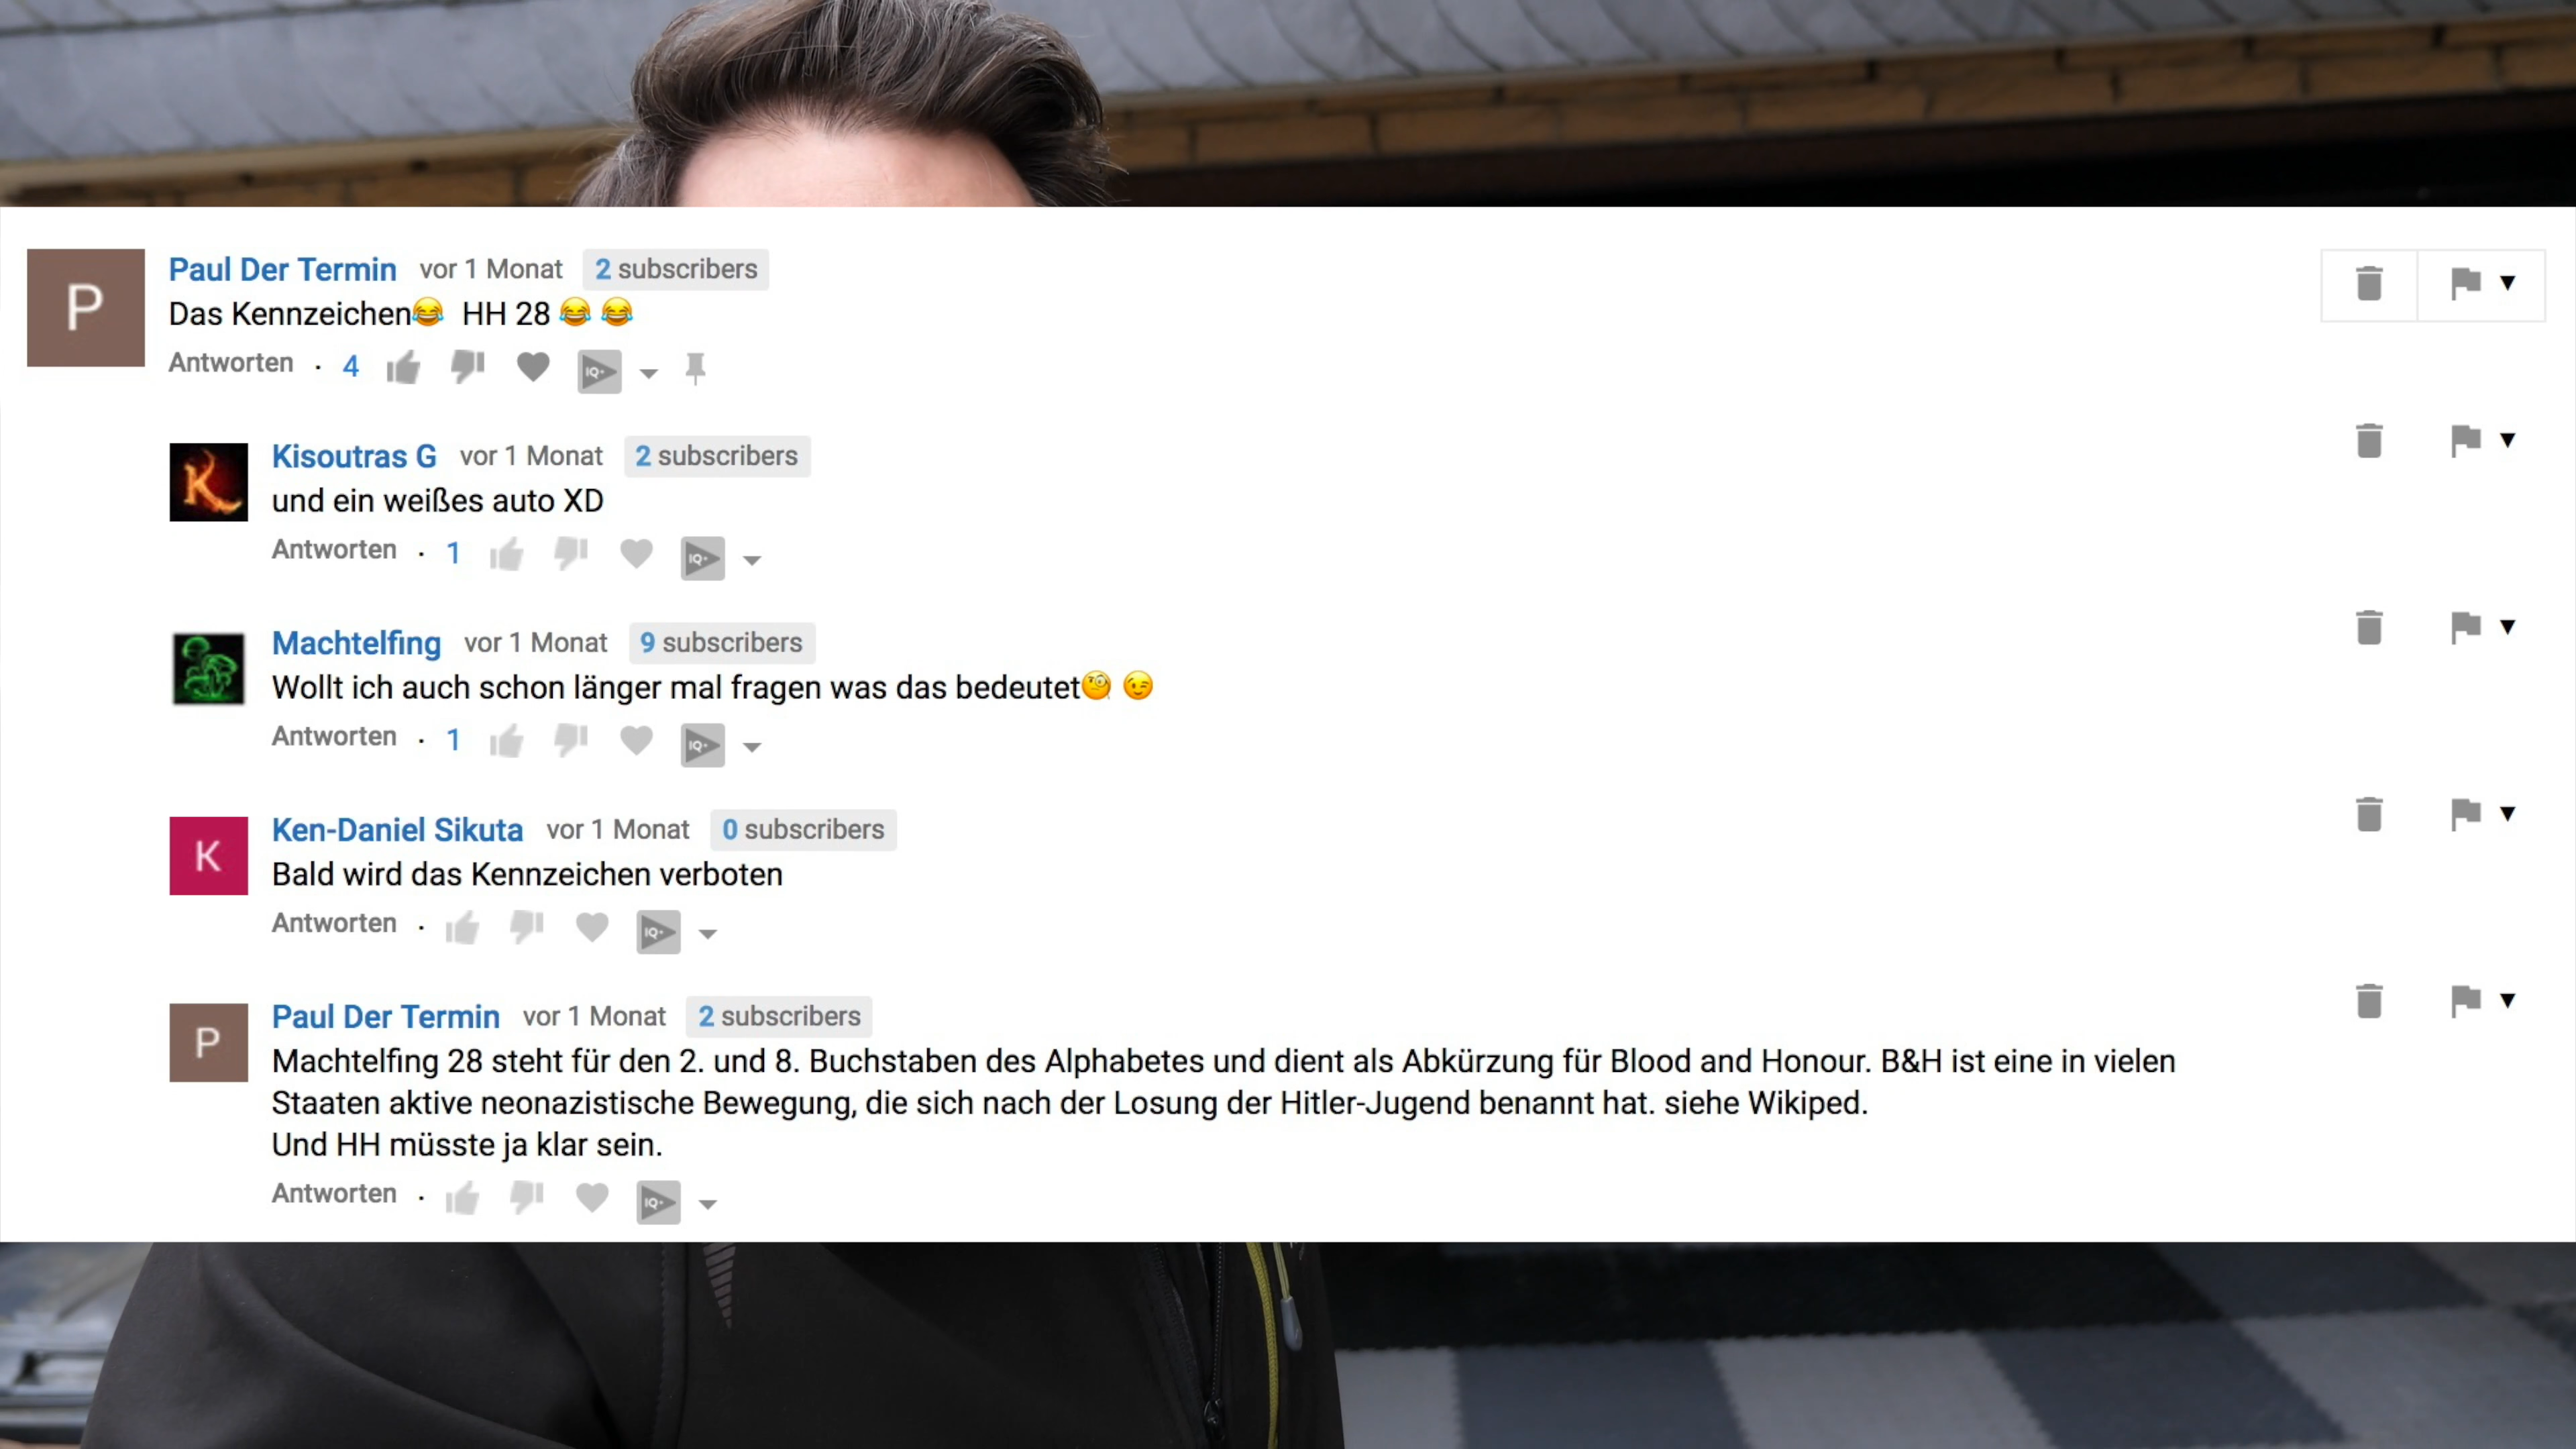 P
Paul Der Termin vor 1 Monat 2 subscribers
Das Kennzeichen😂 HH 28 😂 😂
Antworten · 4 IQ+
K
Kisoutras G vor 1 Monat 2 subscribers
und ein weißes auto XD
Antworten · 1 IQ+
Machtelfing vor 1 Monat 9 subscribers
Wollt ich auch schon länger mal fragen was das bedeutet🧐 😉
Antworten · 1 IQ+
K
Ken-Daniel Sikuta vor 1 Monat 0 subscribers
Bald wird das Kennzeichen verboten
Antworten · IQ+
P
Paul Der Termin vor 1 Monat 2 subscribers
Machtelfing 28 steht für den 2. und 8. Buchstaben des Alphabetes und dient als Abkürzung für Blood and Honour. B&H ist eine in vielen
Staaten aktive neonazistische Bewegung, die sich nach der Losung der Hitler-Jugend benannt hat. siehe Wikiped.
Und HH müsste ja klar sein.
Antworten · IQ+